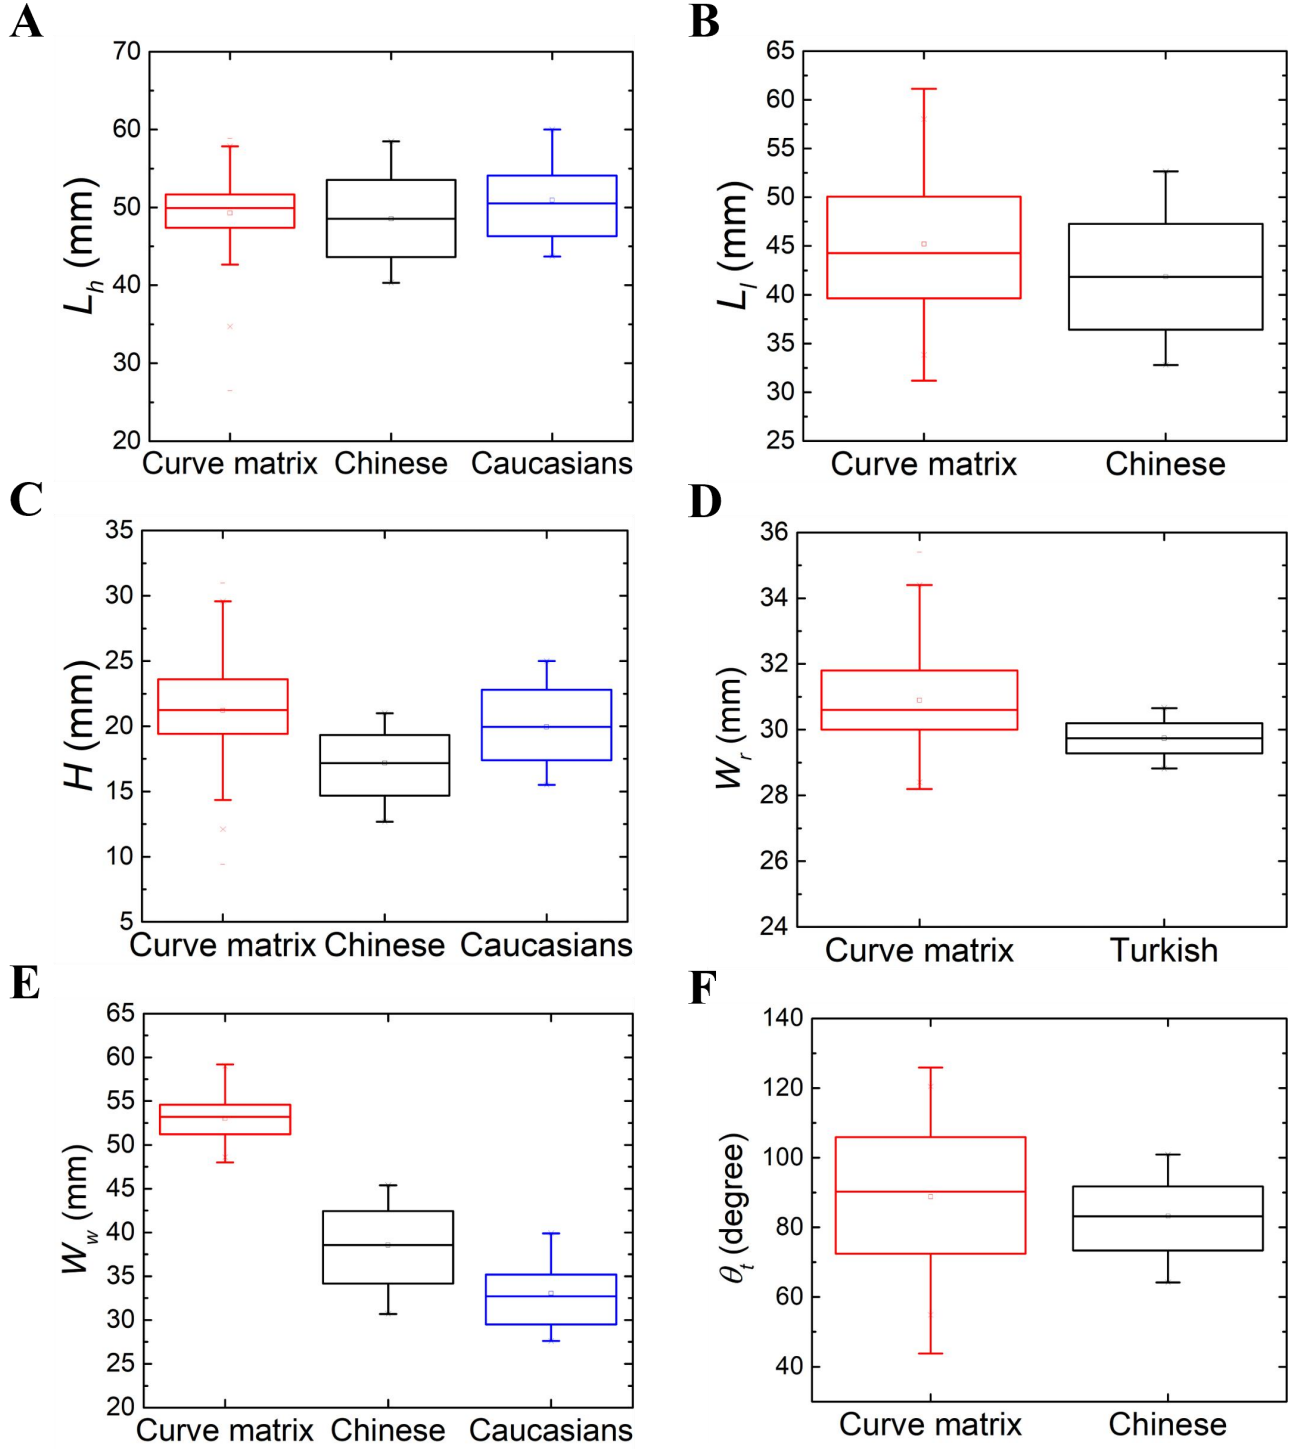 A
L_h (mm)
70
60
50
40
30
20
Curve matrix Chinese Caucasians
B
L_l (mm)
65
60
55
50
45
40
35
30
25
Curve matrix Chinese
C
H (mm)
35
30
25
20
15
10
5
Curve matrix Chinese Caucasians
D
W_r (mm)
36
34
32
30
28
26
24
Curve matrix Turkish
E
W_w (mm)
65
60
55
50
45
40
35
30
25
20
Curve matrix Chinese Caucasians
F
θ_t (degree)
140
120
100
80
60
40
Curve matrix Chinese